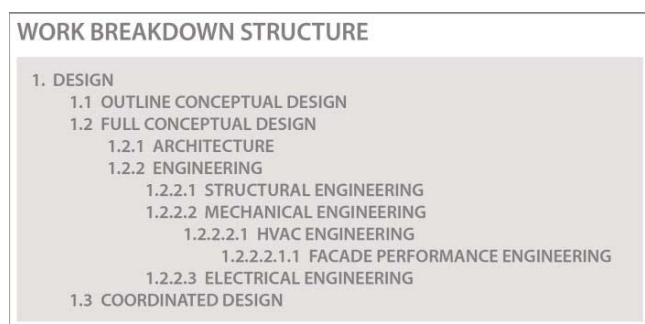 WORK BREAKDOWN STRUCTURE
1. DESIGN
1.1 OUTLINE CONCEPTUAL DESIGN
1.2 FULL CONCEPTUAL DESIGN
1.2.1 ARCHITECTURE
1.2.2 ENGINEERING
1.2.2.1 STRUCTURAL ENGINEERING
1.2.2.2 MECHANICAL ENGINEERING
1.2.2.2.1 HVAC ENGINEERING
1.2.2.2.1.1 FACADE PERFORMANCE ENGINEERING
1.2.2.3 ELECTRICAL ENGINEERING
1.3 COORDINATED DESIGN